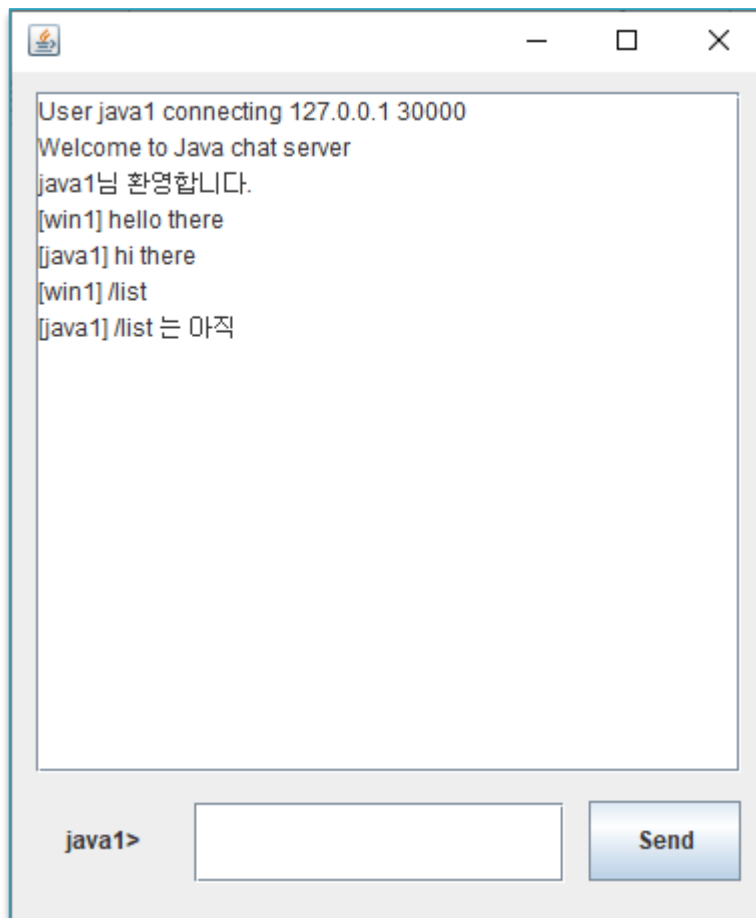 User java1 connecting 127.0.0.1 30000
Welcome to Java chat server
java1님 환영합니다.
[win1] hello there
[java1] hi there
[win1] /list
[java1] /list 는 아직
java1>
Send